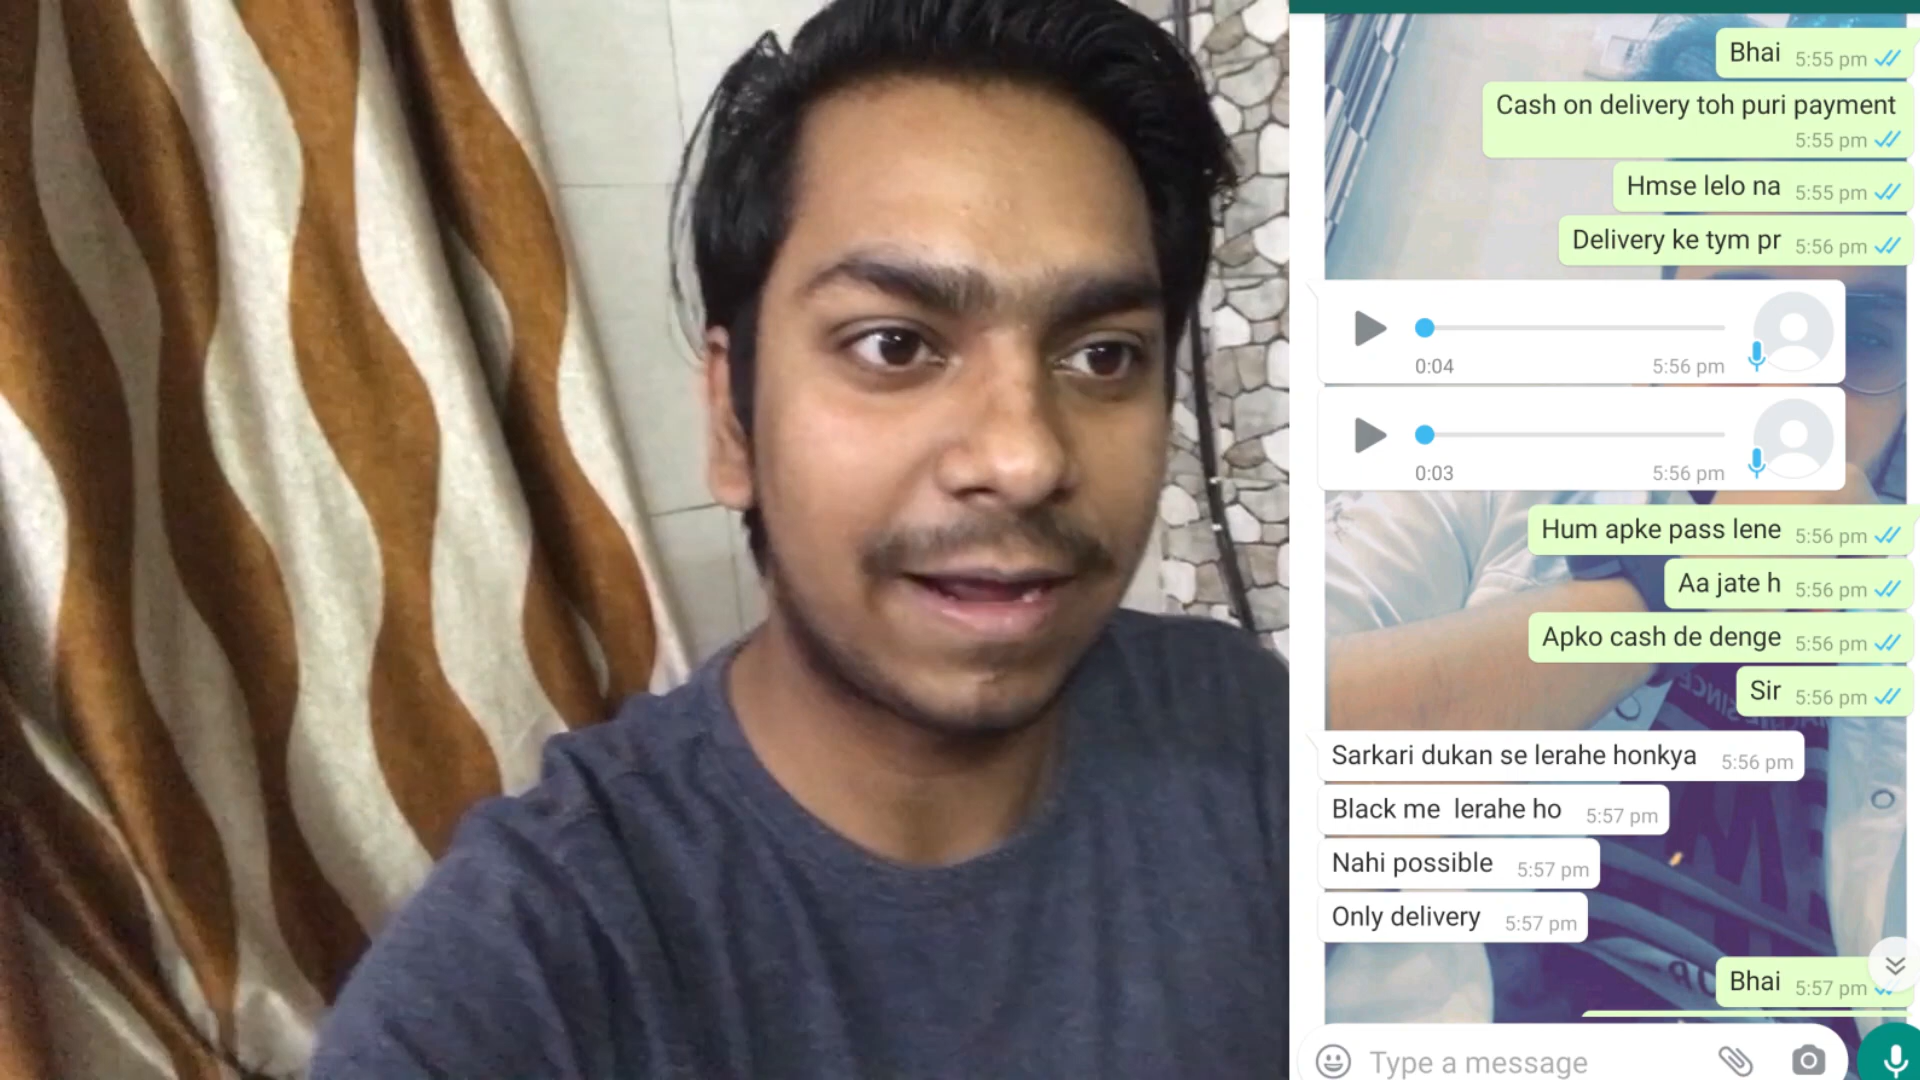 Bhai 5:55 pm
Cash on delivery toh puri payment
5:55 pm
Hmse lelo na 5:55 pm
Delivery ke tym pr 5:56 pm
0:04 5:56 pm
0:03 5:56 pm
Hum apke pass lene 5:56 pm
Aa jate h 5:56 pm
Apko cash de denge 5:56 pm
Sir 5:56 pm
Sarkari dukan se lerahe honkya 5:56 pm
Black me lerahe ho 5:57 pm
Nahi possible 5:57 pm
Only delivery 5:57 pm
Bhai 5:57 pm
Type a message